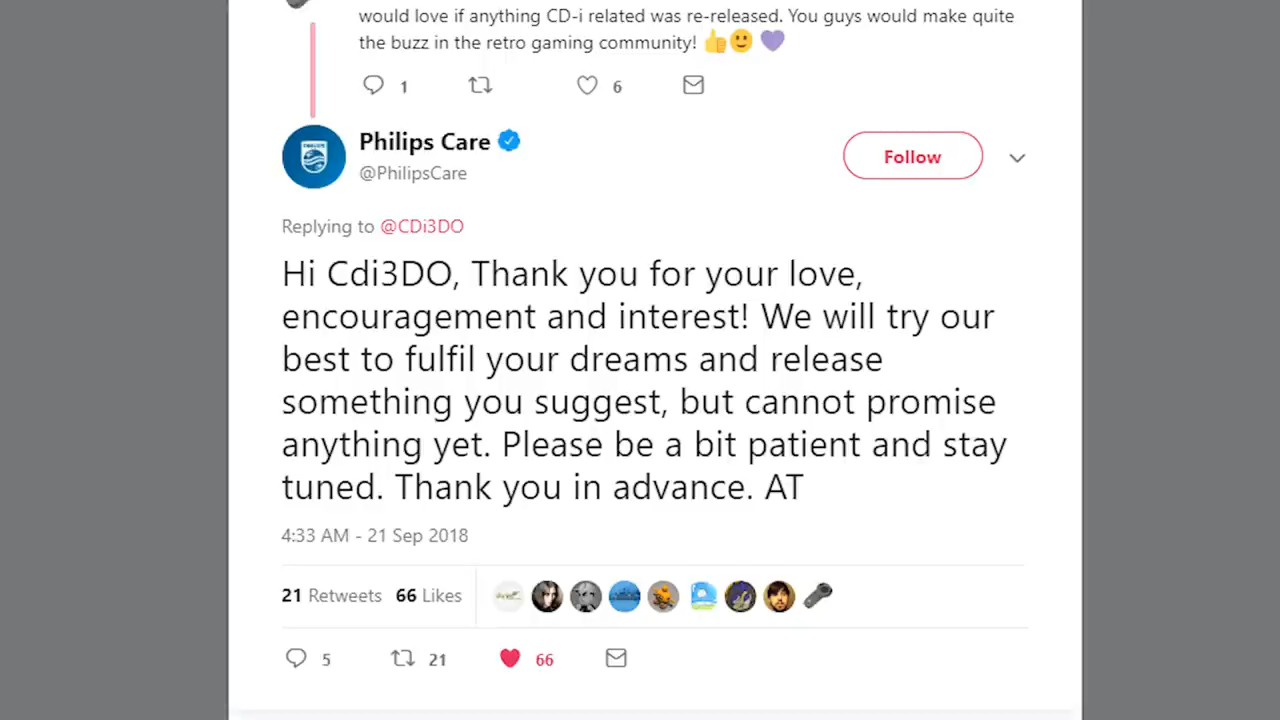 would love if anything CD-i related was re-released. You guys would make quite
the buzz in the retro gaming community! 👍🙂 💜
1 6
Philips Care
@PhilipsCare
Follow
Replying to @CDi3DO
Hi Cdi3DO, Thank you for your love,
encouragement and interest! We will try our
best to fulfil your dreams and release
something you suggest, but cannot promise
anything yet. Please be a bit patient and stay
tuned. Thank you in advance. AT
4:33 AM - 21 Sep 2018
21 Retweets 66 Likes
5 21 66